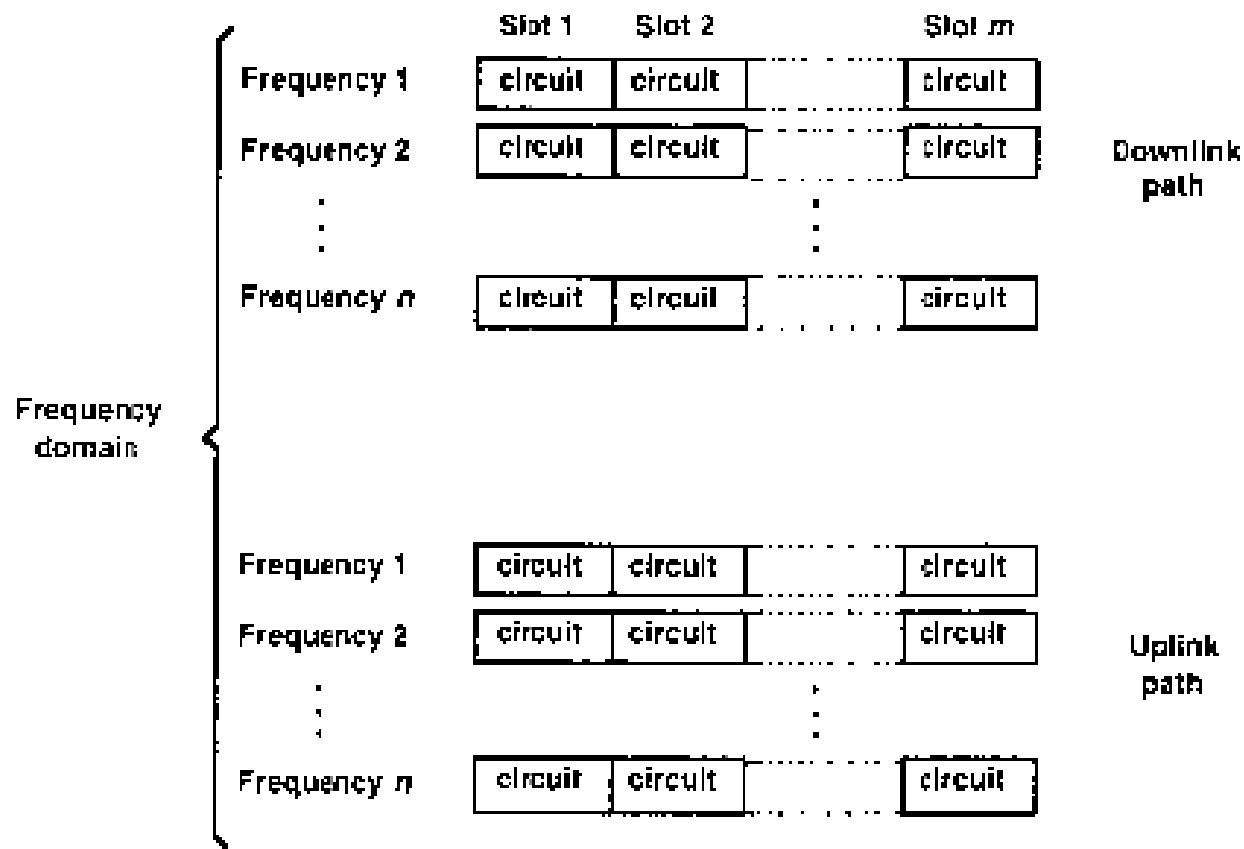 Slot 1 Slot 2 Slot m
Frequency 1 circuit circuit circuit
Frequency 2 circuit circuit circuit
Downlink
path
Frequency n circuit circuit circuit
Frequency
domain
Frequency 1 circuit circuit circuit
Frequency 2 circuit circuit circuit
Uplink
path
Frequency n circuit circuit circuit